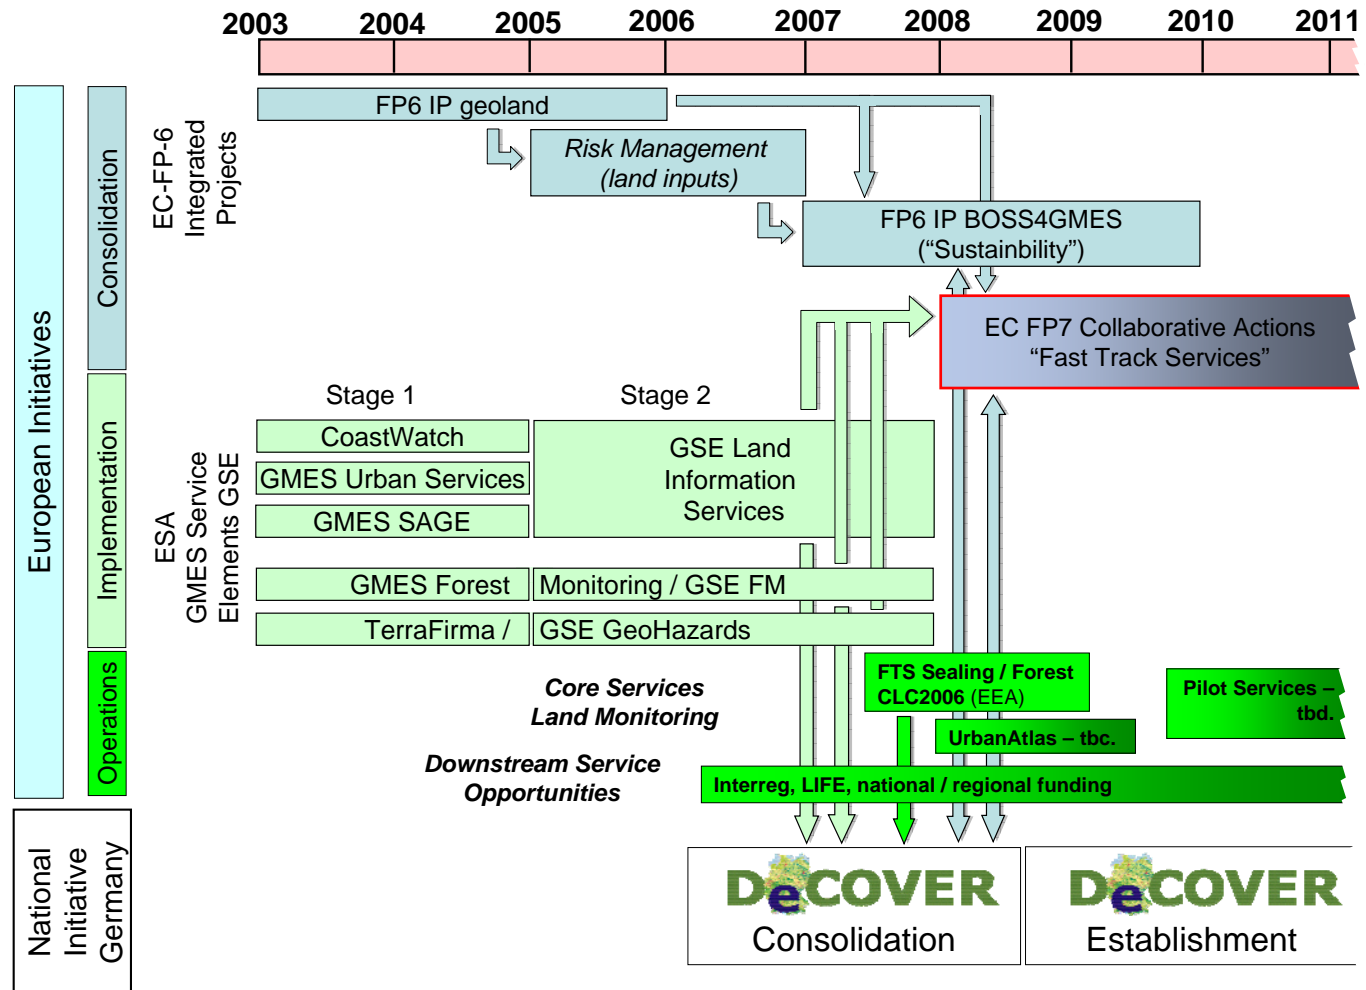 2003 2004 2005 2006 2007 2008 2009 2010 2011
European Initiatives
Consolidation
EC-FP-6
Integrated
Projects
FP6 IP geoland
Risk Management
(land inputs)
FP6 IP BOSS4GMES
(“Sustainbility”)
EC FP7 Collaborative Actions
“Fast Track Services”
Implementation
ESA
GMES Service
Elements GSE
Stage 1
Stage 2
CoastWatch
GMES Urban Services
GMES SAGE
GSE Land
Information
Services
GMES Forest
Monitoring / GSE FM
TerraFirma /
GSE GeoHazards
Operations
Core Services
Land Monitoring
FTS Sealing / Forest
CLC2006 (EEA)
Pilot Services –
tbd.
UrbanAtlas – tbc.
Downstream Service
Opportunities
Interreg, LIFE, national / regional funding
National
Initiative
Germany
DeCOVER
Consolidation
DeCOVER
Establishment